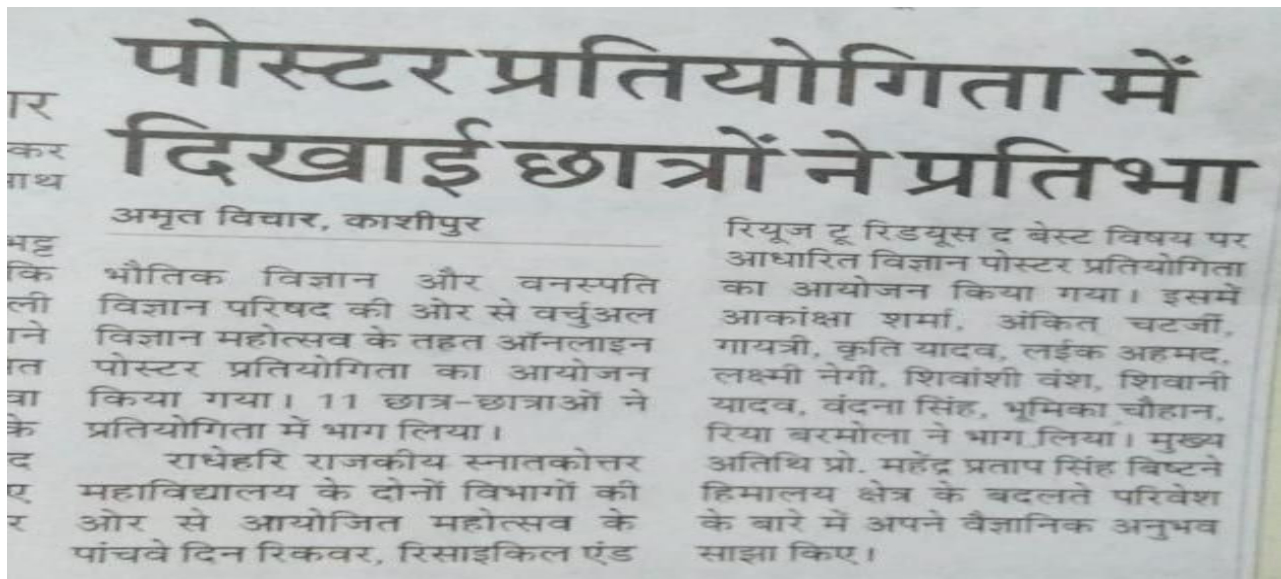 पोस्टर प्रतियोगिता में
दिखाई छात्रों ने प्रतिभा
अमृत विचार, काशीपुर
भौतिक विज्ञान और वनस्पति
विज्ञान परिषद की ओर से वर्चुअल
विज्ञान महोत्सव के तहत ऑनलाइन
पोस्टर प्रतियोगिता का आयोजन
किया गया। 11 छात्र-छात्राओं ने
प्रतियोगिता में भाग लिया।
राधेहरि राजकीय स्नातकोत्तर
महाविद्यालय के दोनों विभागों की
ओर से आयोजित महोत्सव के
पांचवे दिन रिकवर, रिसाइकिल एंड
रियूज टू रिडयूस द बेस्ट विषय पर
आधारित विज्ञान पोस्टर प्रतियोगिता
का आयोजन किया गया। इसमें
आकांक्षा शर्मा, अंकित चटर्जी,
गायत्री, कृति यादव, लईक अहमद,
लक्ष्मी नेगी, शिवांशी वंश, शिवानी
यादव, वंदना सिंह, भूमिका चौहान,
रिया बरमोला ने भाग लिया। मुख्य
अतिथि प्रो. महेंद्र प्रताप सिंह बिष्टने
हिमालय क्षेत्र के बदलते परिवेश
के बारे में अपने वैज्ञानिक अनुभव
साझा किए।